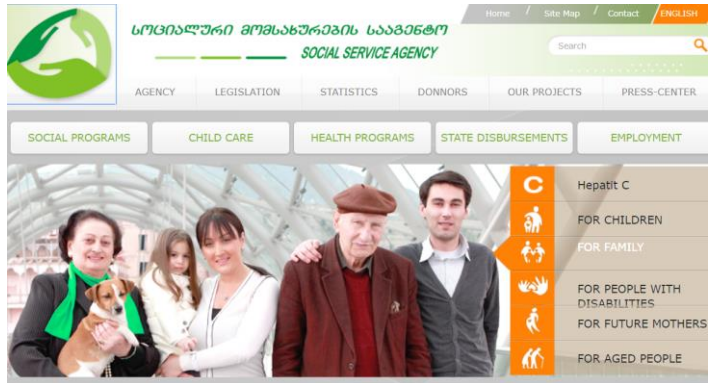 Home / Site Map / Contact / ENGLISH
სოციალური მომსახურების სააგენტო
SOCIAL SERVICE AGENCY
Search
AGENCY LEGISLATION STATISTICS DONNORS OUR PROJECTS PRESS-CENTER
SOCIAL PROGRAMS CHILD CARE HEALTH PROGRAMS STATE DISBURSEMENTS EMPLOYMENT
C Hepatit C
FOR CHILDREN
FOR FAMILY
FOR PEOPLE WITH
DISABILITIES
FOR FUTURE MOTHERS
FOR AGED PEOPLE